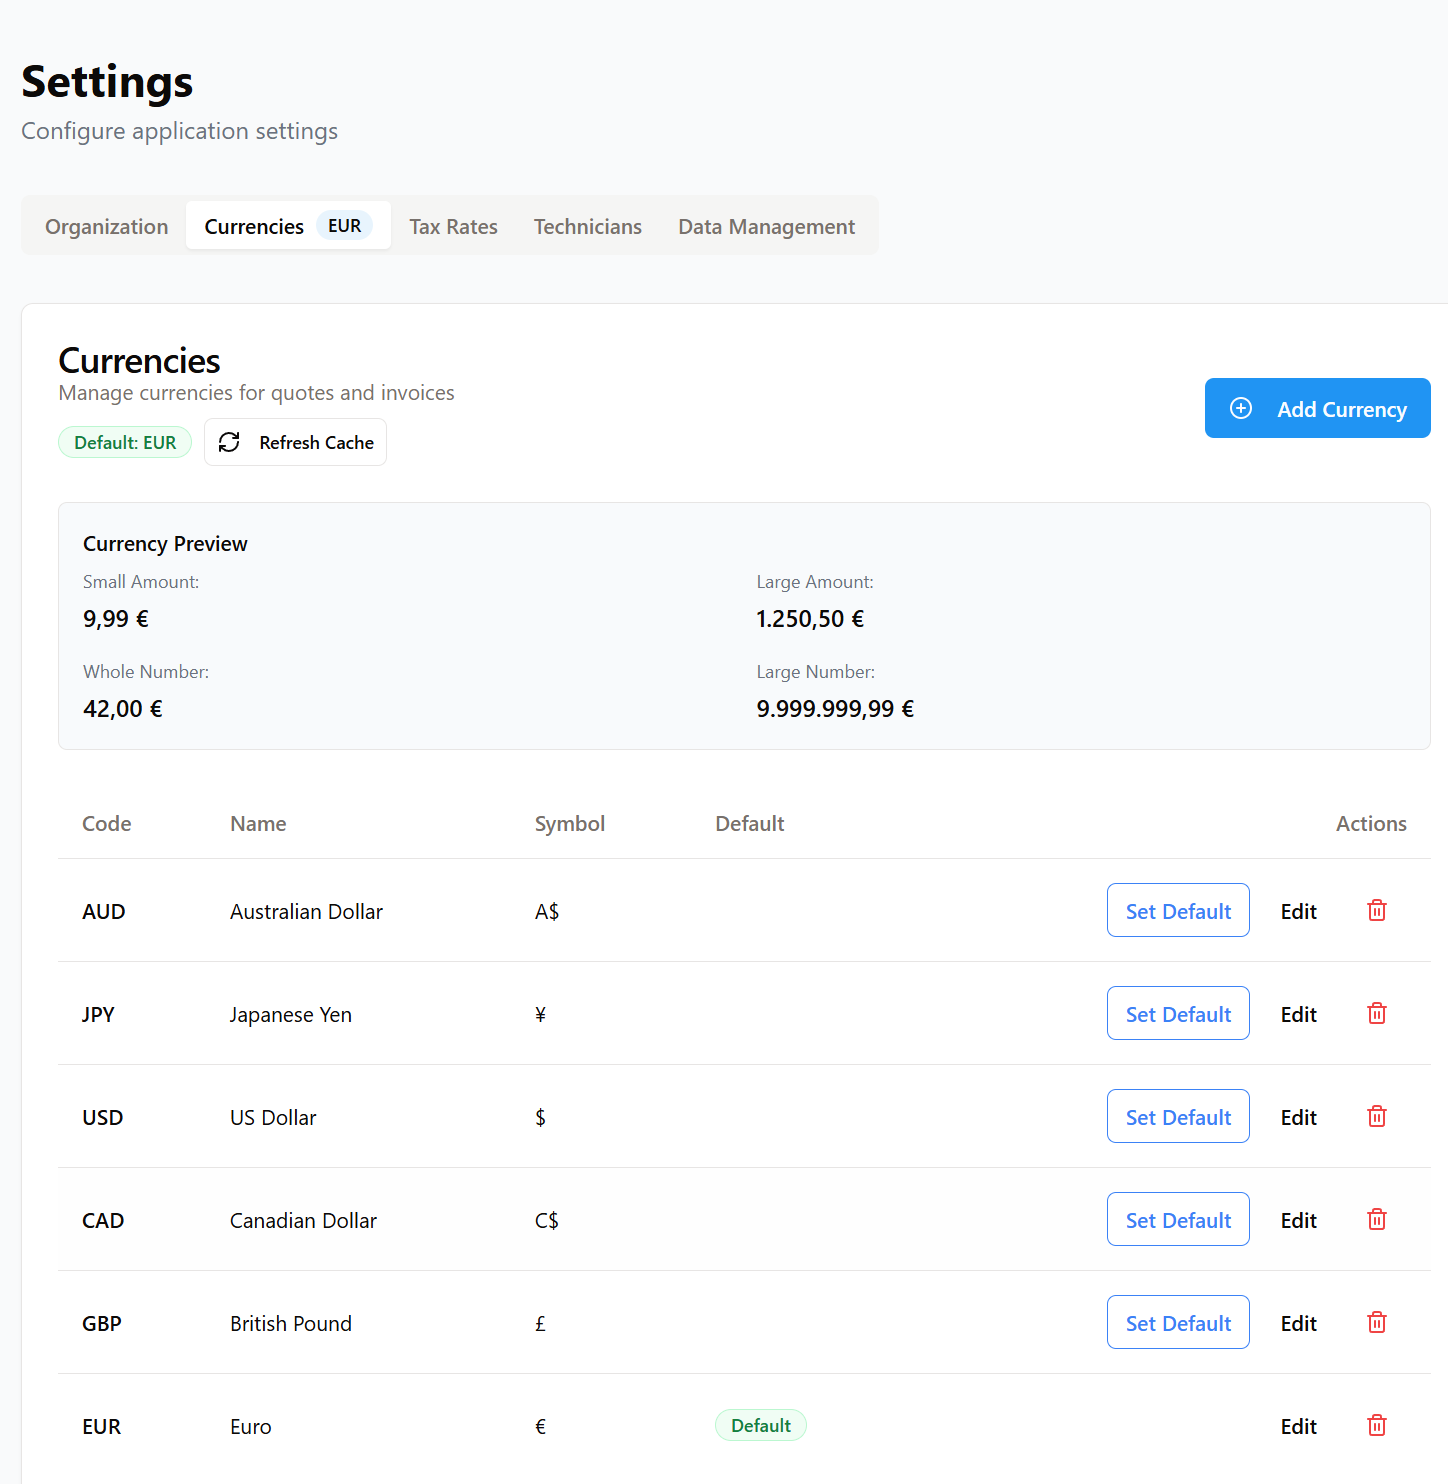 Settings
Configure application settings
Organization Currencies EUR Tax Rates Technicians Data Management
Currencies
Manage currencies for quotes and invoices
Default: EUR Refresh Cache
Add Currency
Currency Preview
Small Amount: Large Amount:
9,99 € 1.250,50 €
Whole Number: Large Number:
42,00 € 9.999.999,99 €
Code Name Symbol Default Actions
AUD Australian Dollar A$ Set Default Edit
JPY Japanese Yen ¥ Set Default Edit
USD US Dollar $ Set Default Edit
CAD Canadian Dollar C$ Set Default Edit
GBP British Pound £ Set Default Edit
EUR Euro € Default Edit